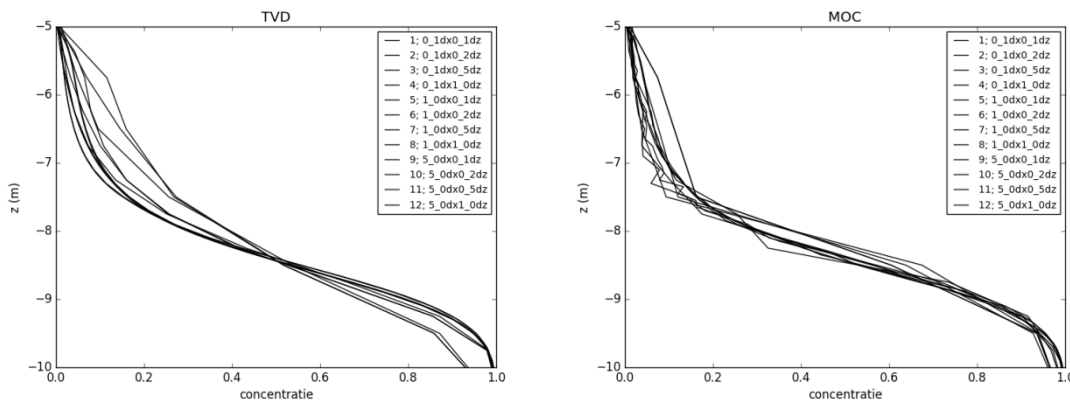 TVD
−5
−6
−7
−8
−9
−10
z (m)
0.0 0.2 0.4 0.6 0.8 1.0
concentratie
1; 0_1dx0_1dz
2; 0_1dx0_2dz
3; 0_1dx0_5dz
4; 0_1dx1_0dz
5; 1_0dx0_1dz
6; 1_0dx0_2dz
7; 1_0dx0_5dz
8; 1_0dx1_0dz
9; 5_0dx0_1dz
10; 5_0dx0_2dz
11; 5_0dx0_5dz
12; 5_0dx1_0dz
MOC
−5
−6
−7
−8
−9
−10
z (m)
0.0 0.2 0.4 0.6 0.8 1.0
concentratie
1; 0_1dx0_1dz
2; 0_1dx0_2dz
3; 0_1dx0_5dz
4; 0_1dx1_0dz
5; 1_0dx0_1dz
6; 1_0dx0_2dz
7; 1_0dx0_5dz
8; 1_0dx1_0dz
9; 5_0dx0_1dz
10; 5_0dx0_2dz
11; 5_0dx0_5dz
12; 5_0dx1_0dz